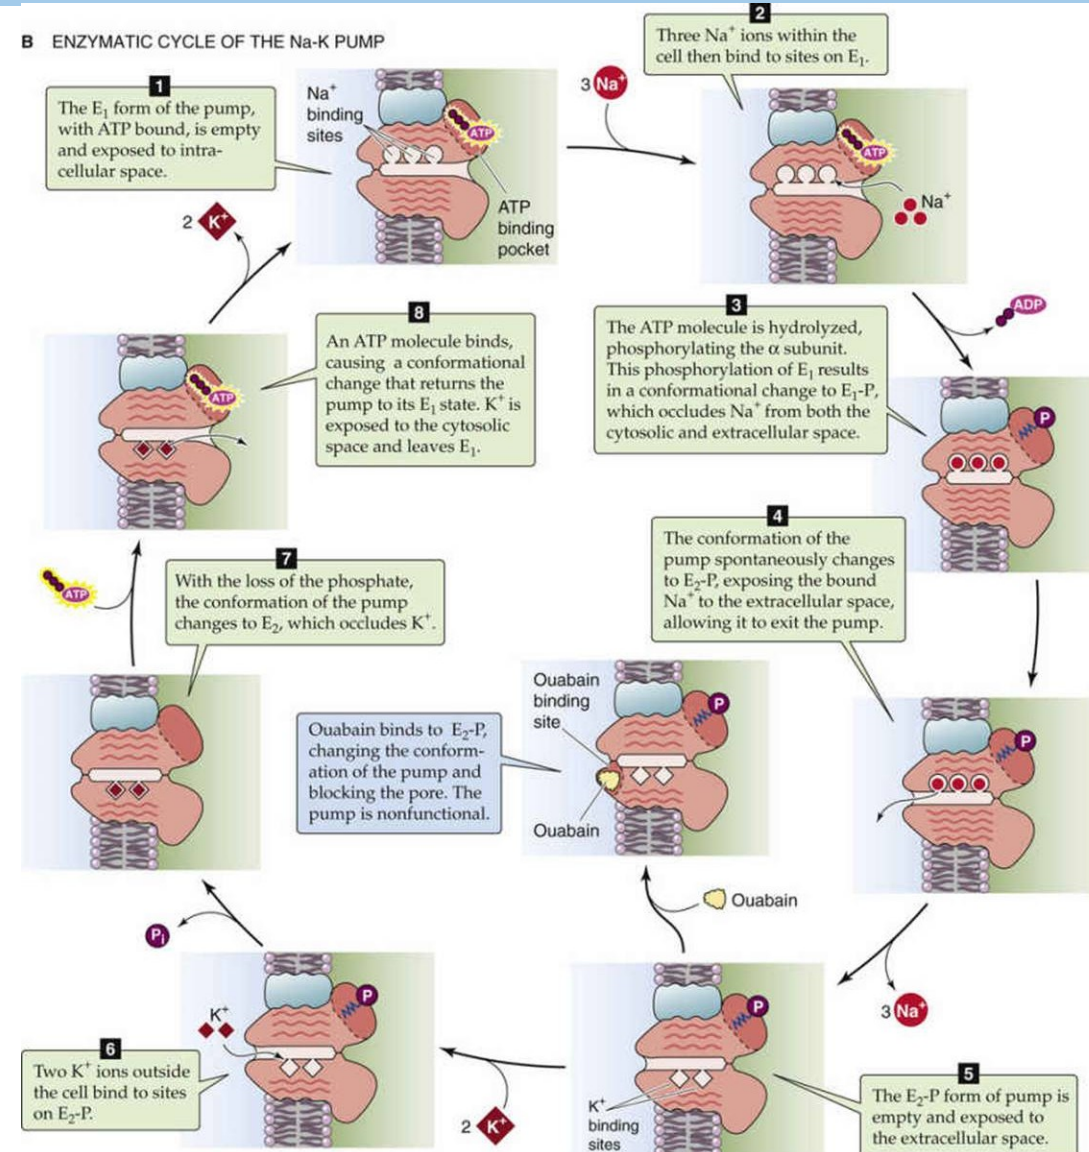 B ENZYMATIC CYCLE OF THE Na-K PUMP
1
The E₁ form of the pump,
with ATP bound, is empty
and exposed to intra-
cellular space.
Na⁺
binding
sites
ATP
ATP
binding
pocket
3 Na⁺
2
Three Na⁺ ions within the
cell then bind to sites on E₁.
ATP
Na⁺
ADP
3
The ATP molecule is hydrolyzed,
phosphorylating the α subunit.
This phosphorylation of E₁ results
in a conformational change to E₁-P,
which occludes Na⁺ from both the
cytosolic and extracellular space.
P
4
The conformation of the
pump spontaneously changes
to E₂-P, exposing the bound
Na⁺ to the extracellular space,
allowing it to exit the pump.
P
3 Na⁺
5
The E₂-P form of pump is
empty and exposed to
the extracellular space.
P
K⁺
binding
sites
Ouabain
Ouabain
binding
site
P
Ouabain
Ouabain binds to E₂-P,
changing the conform-
ation of the pump and
blocking the pore. The
pump is nonfunctional.
2 K⁺
6
Two K⁺ ions outside
the cell bind to sites
on E₂-P.
K⁺
P
Pi
7
With the loss of the phosphate,
the conformation of the pump
changes to E₂, which occludes K⁺.
ATP
8
An ATP molecule binds,
causing a conformational
change that returns the
pump to its E₁ state. K⁺ is
exposed to the cytosolic
space and leaves E₁.
ATP
2 K⁺